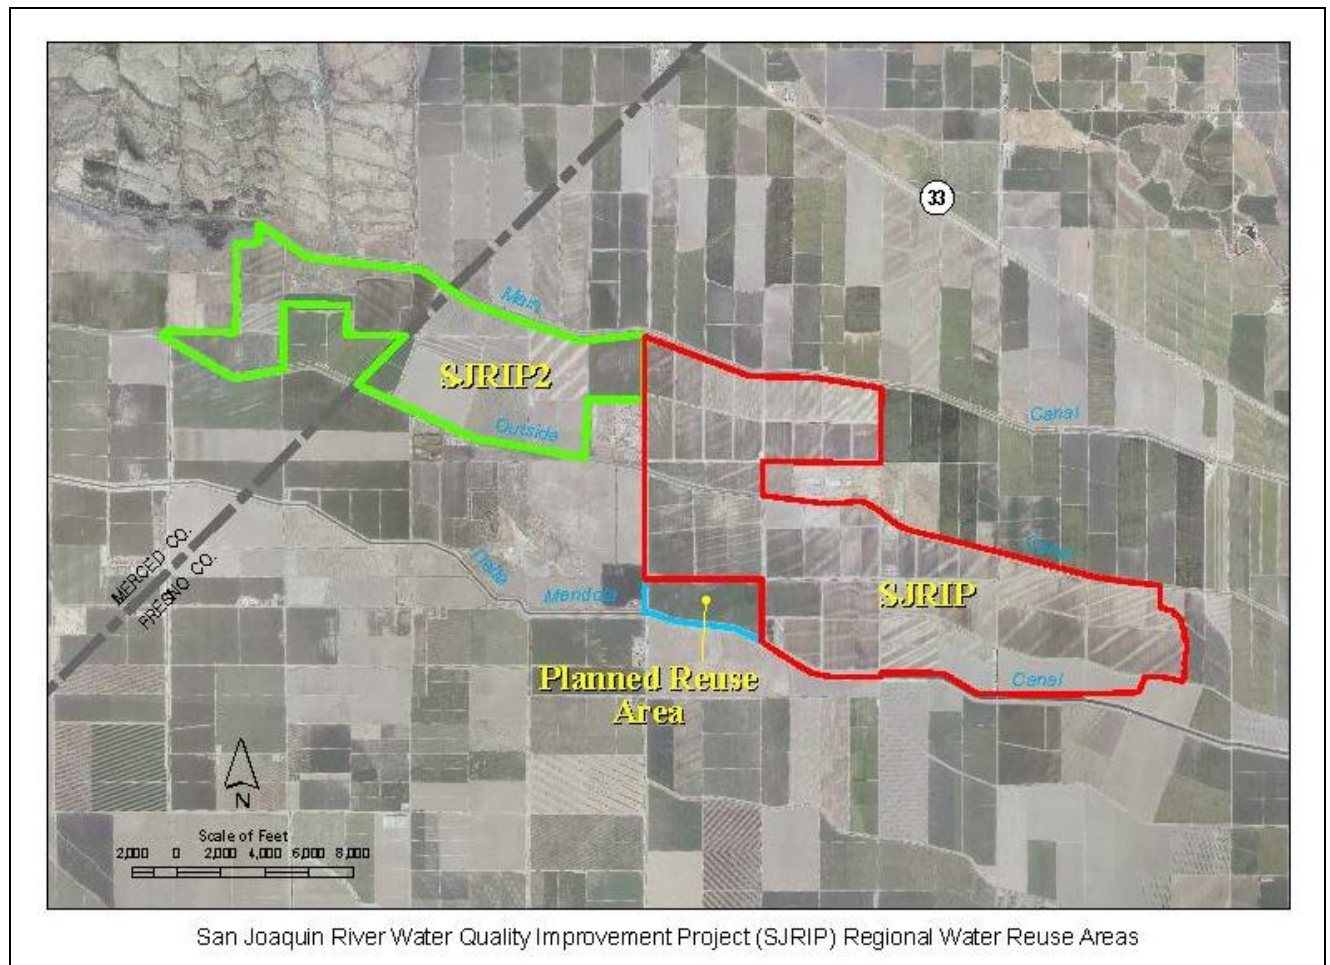 33
Main
SJRIP2
Canal
Outside
Canal
Delta
MERCED CO.
FRESNO CO.
Mendota
SJRIP
Planned Reuse
Area
Canal
N
Scale of Feet
2,000 0 2,000 4,000 6,000 8,000
San Joaquin River Water Quality Improvement Project (SJRIP) Regional Water Reuse Areas